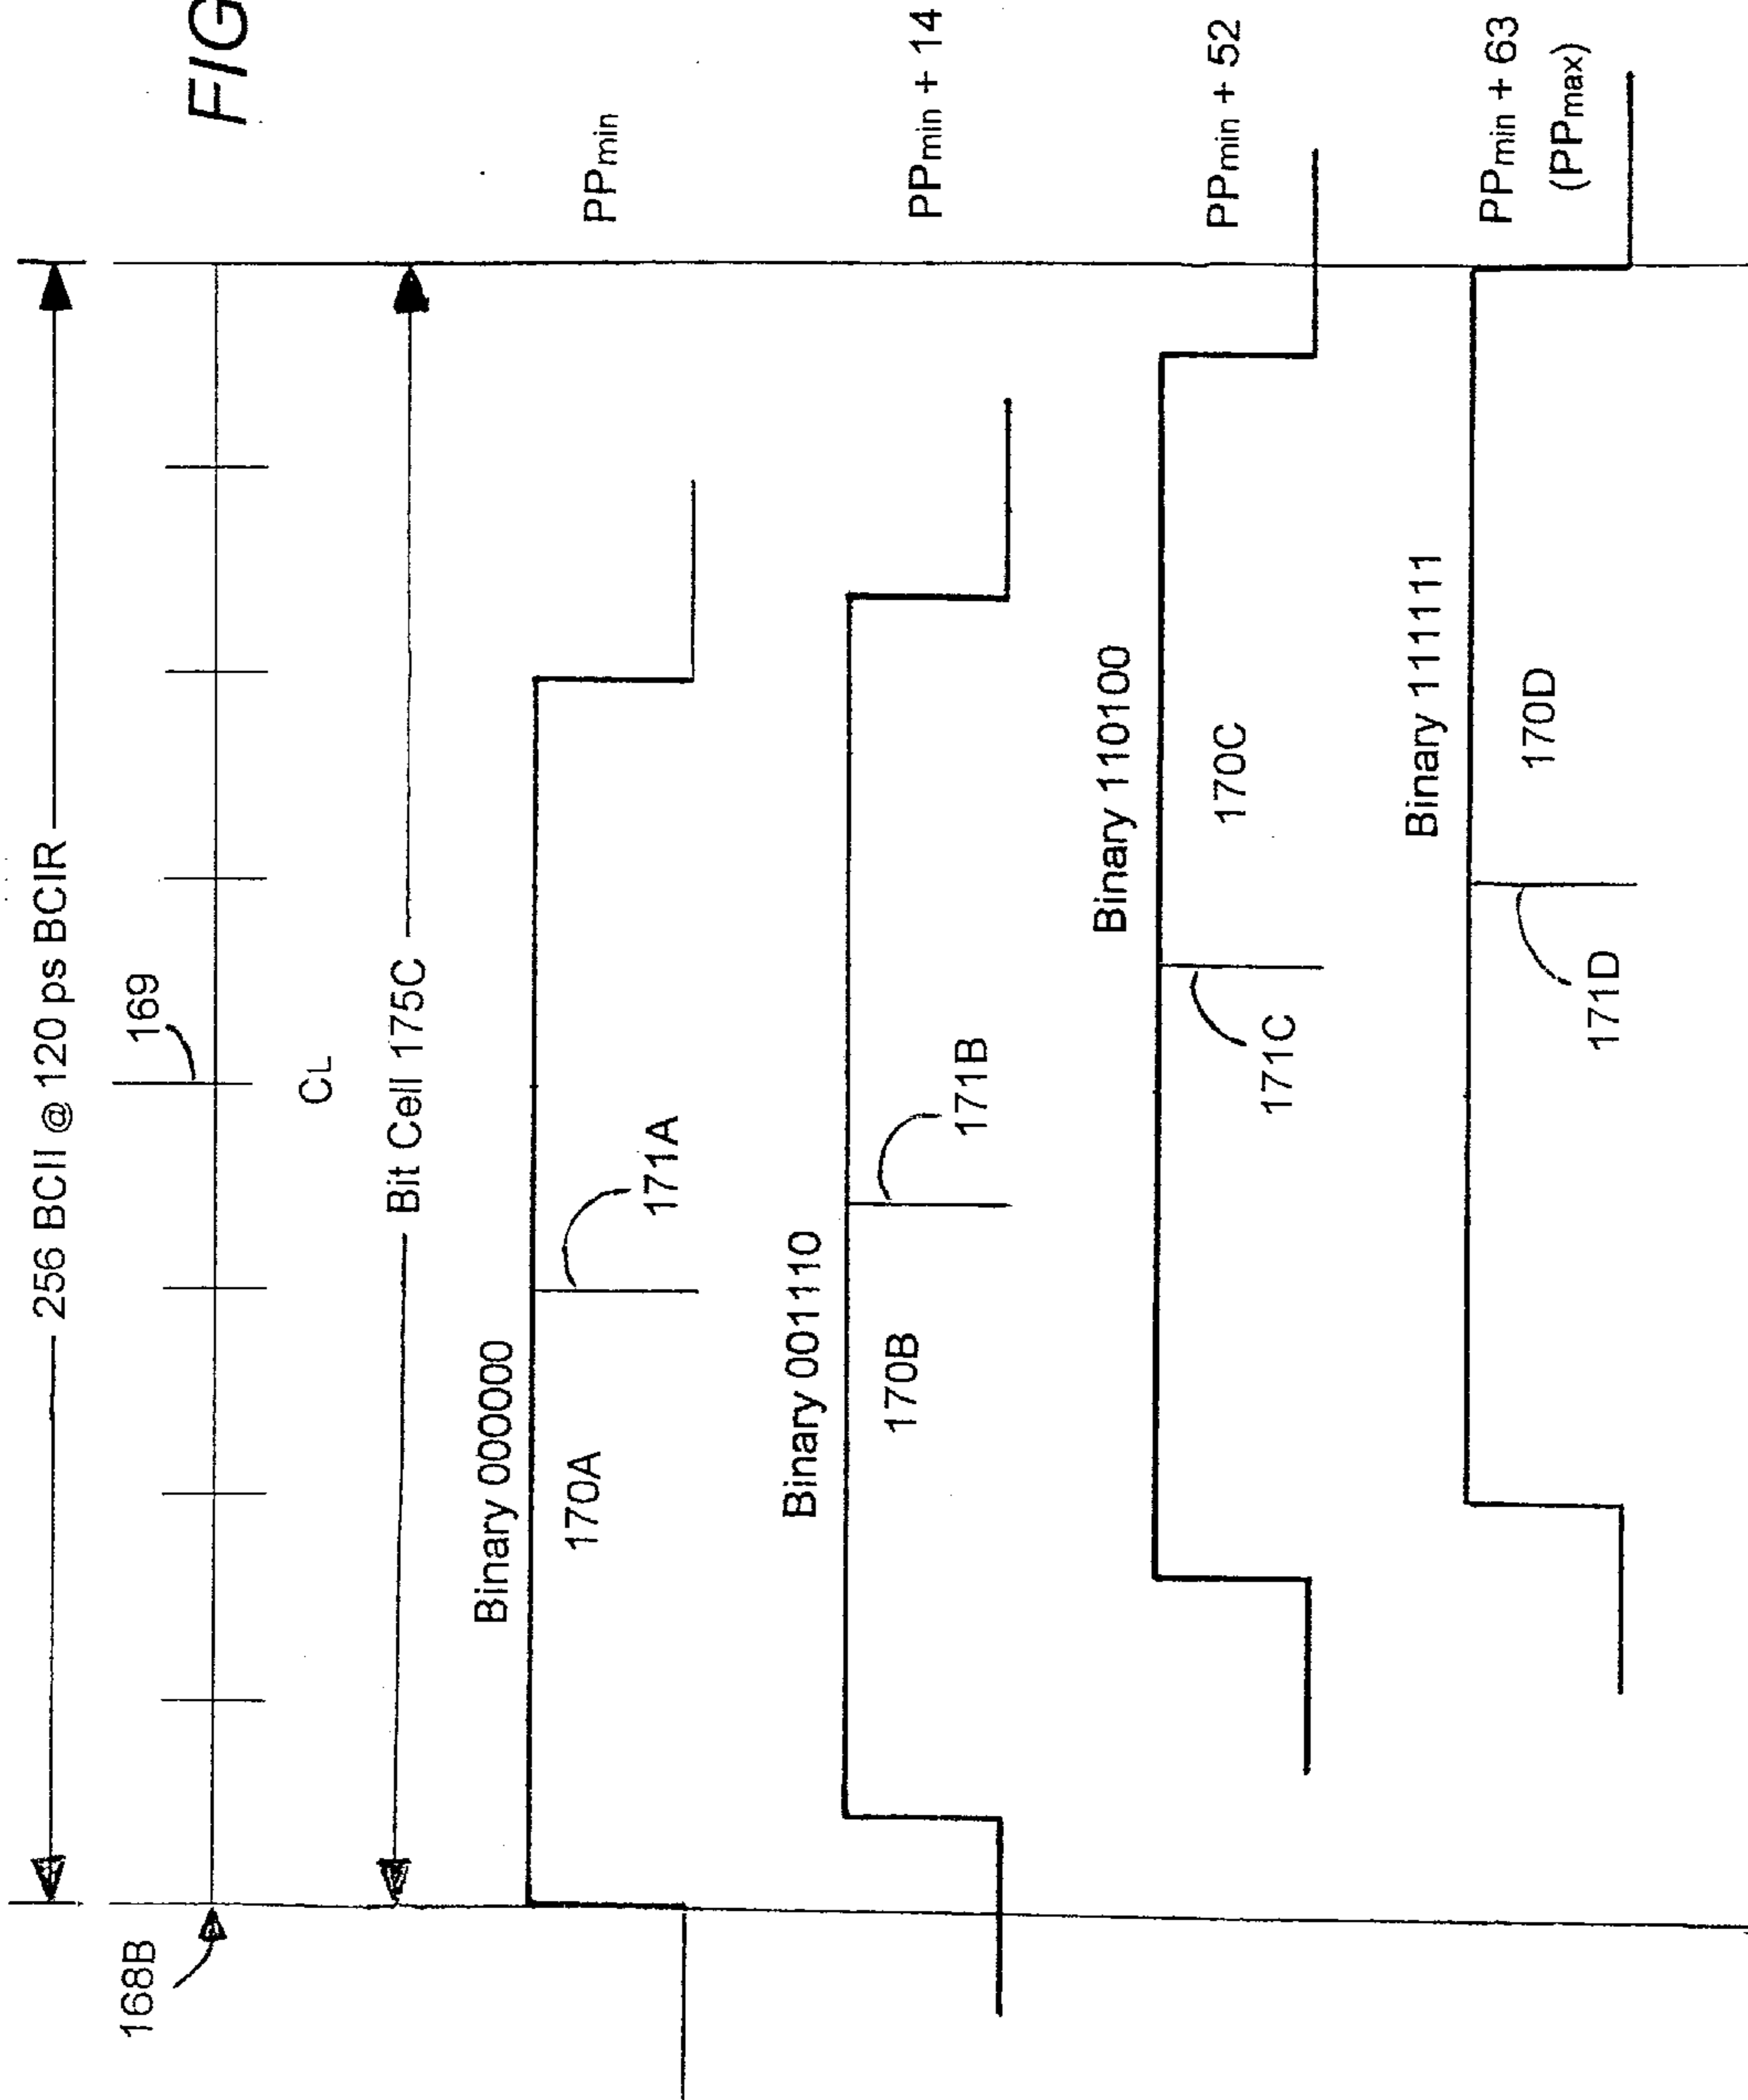 FIG
256 BCII @ 120 ps BCIR
168B
169
CL
Bit Cell 175C
Binary 000000
PPmin
170A
171A
Binary 001110
PPmin + 14
170B
171B
Binary 110100
PPmin + 52
170C
171C
Binary 111111
PPmin + 63
(PPmax)
170D
171D